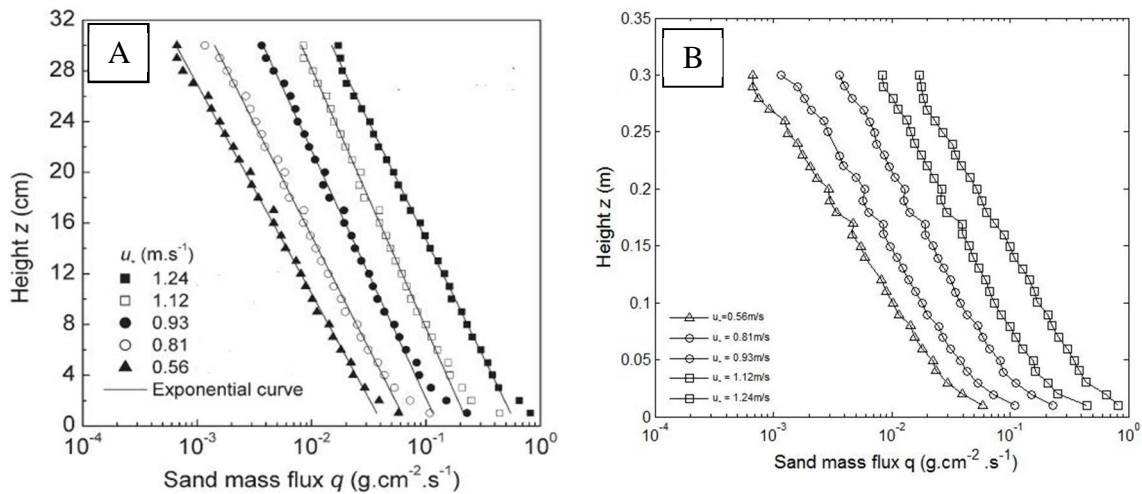 A
32
28
24
20
16
12
8
4
0
Height z (cm)
u* (m.s-1)
1.24
1.12
0.93
0.81
0.56
Exponential curve
10-4
10-3
10-2
10-1
100
Sand mass flux q (g.cm-2.s-1)
B
0.35
0.3
0.25
0.2
0.15
0.1
0.05
0
Height z (m)
u*=0.56m/s
u* = 0.81m/s
u* = 0.93m/s
u* = 1.12m/s
u* = 1.24m/s
10-4
10-3
10-2
10-1
100
Sand mass flux q (g.cm-2 .s-1)